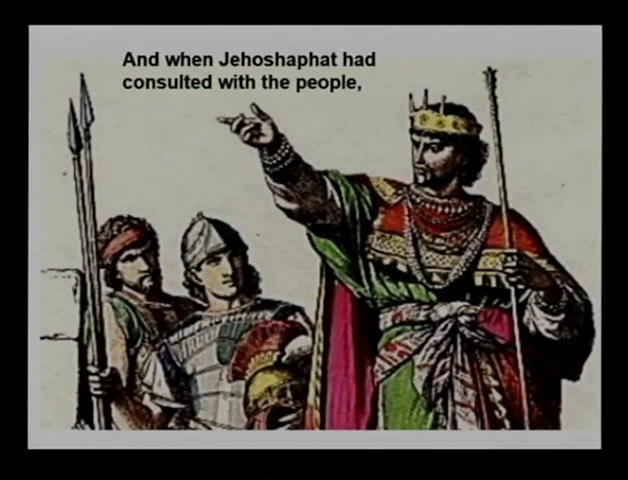 And when Jehoshaphat had
consulted with the people,